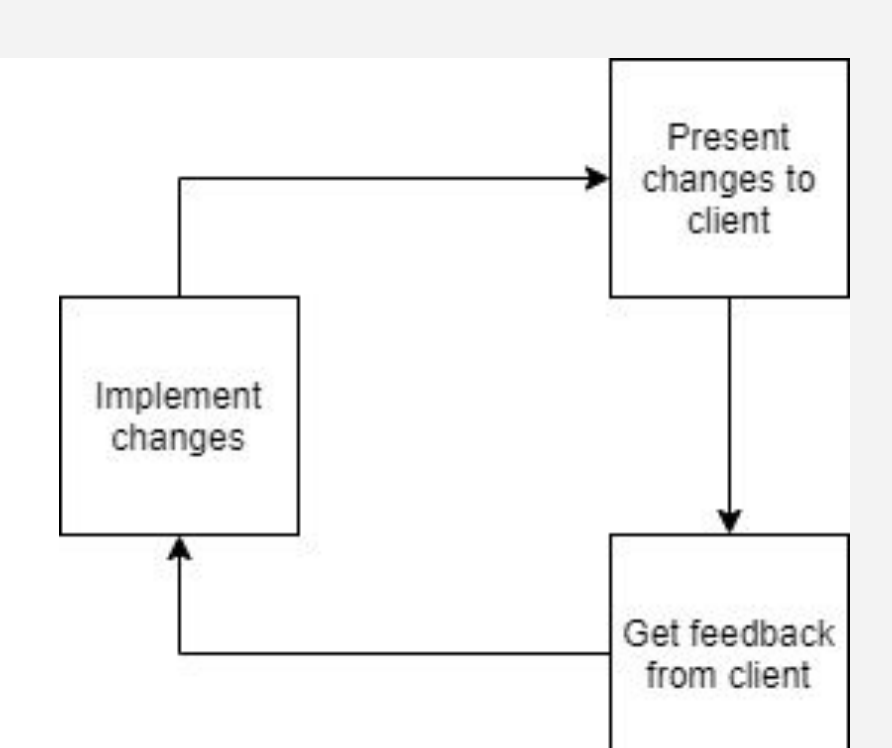 Present
changes to
client
Implement
changes
Get feedback
from client